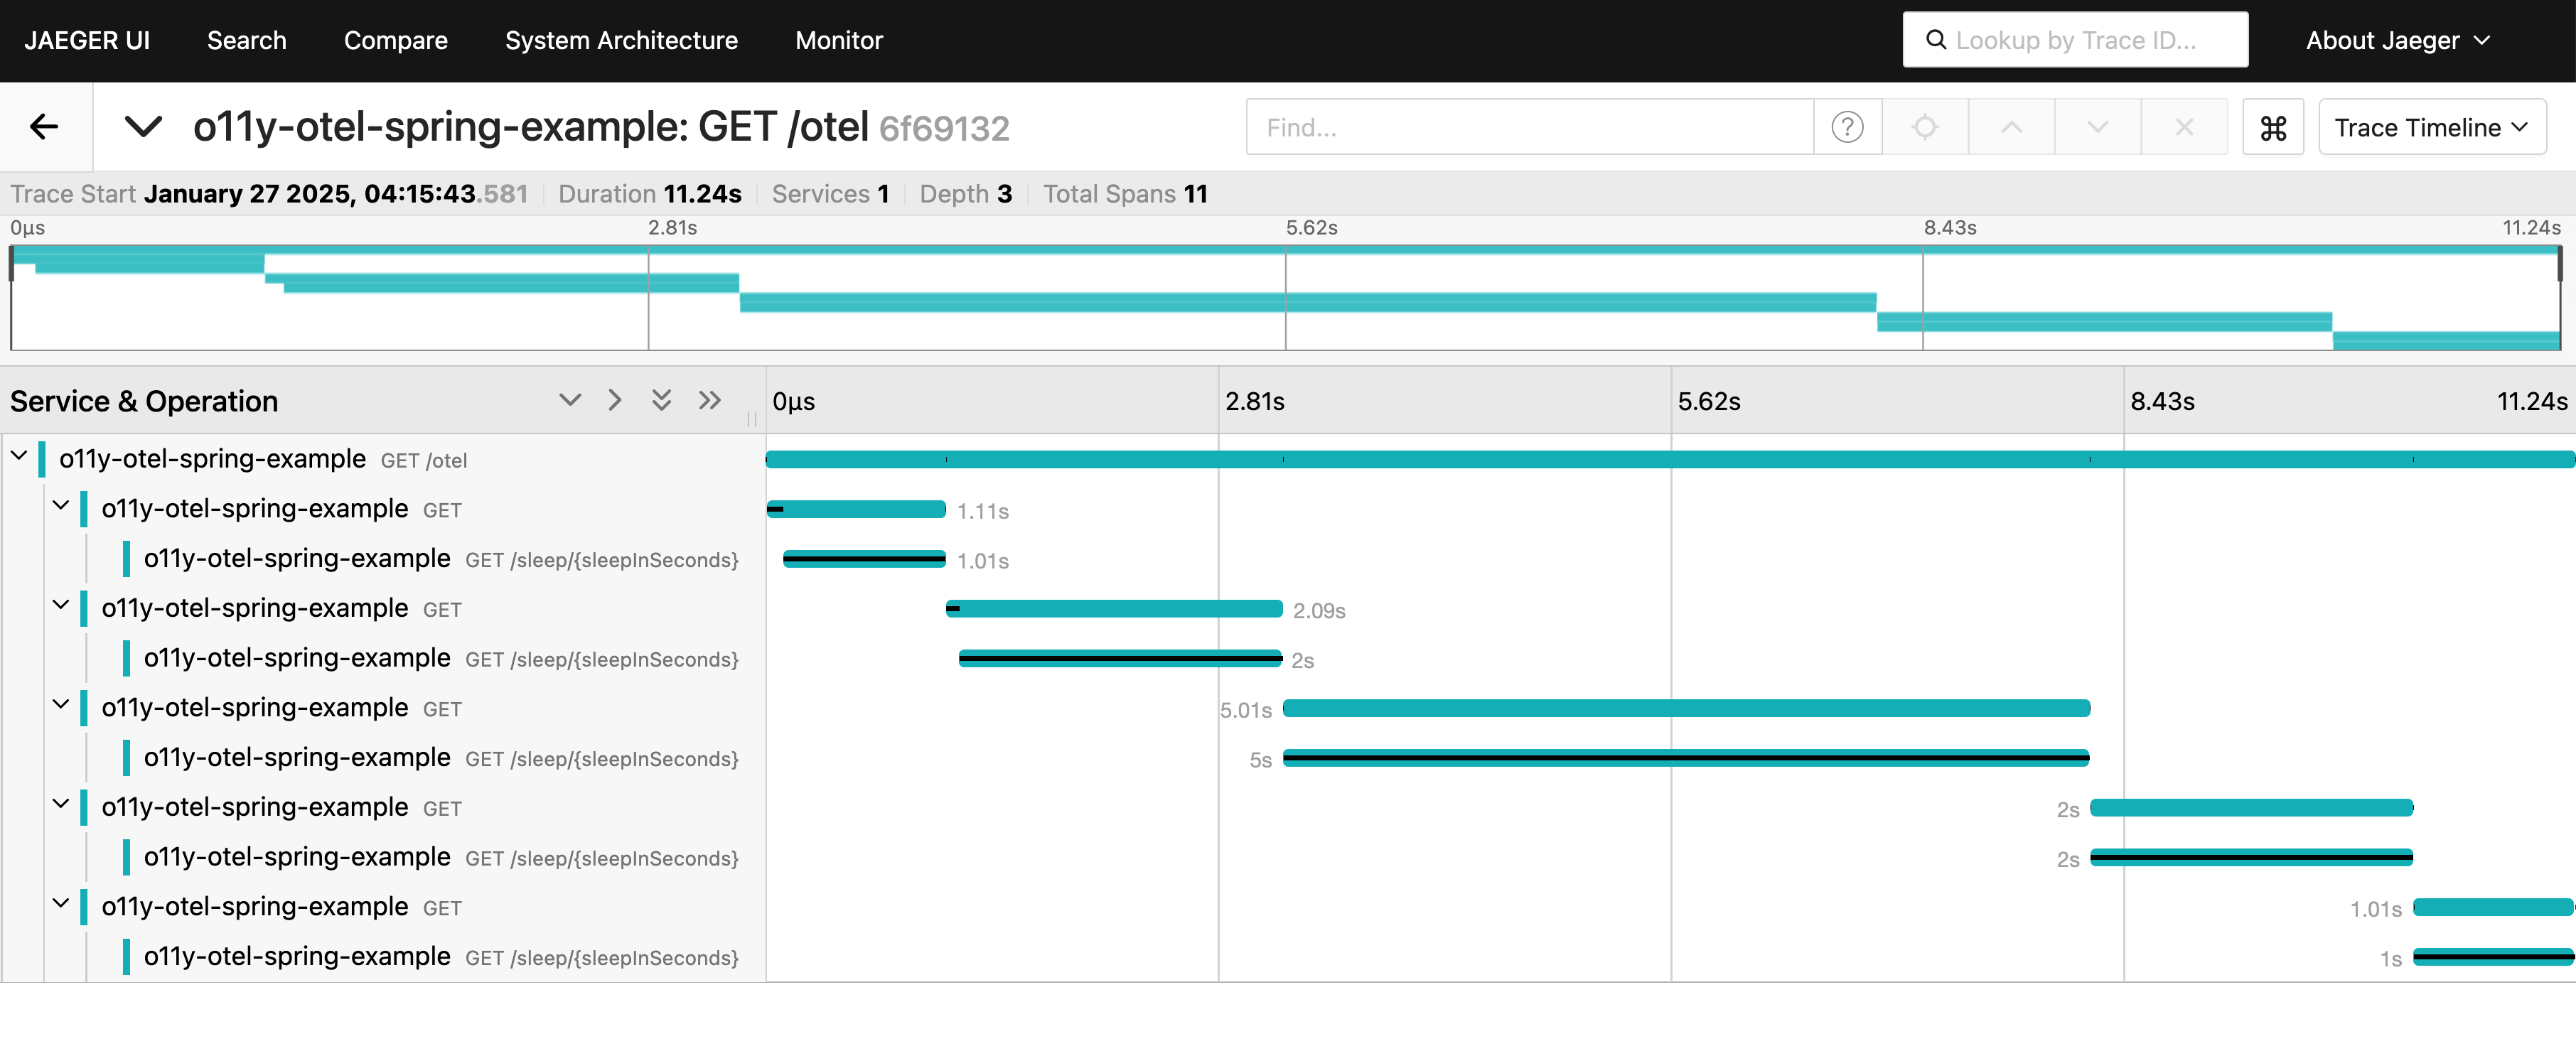 JAEGER UI Search Compare System Architecture Monitor Lookup by Trace ID... About Jaeger
o11y-otel-spring-example: GET /otel 6f69132 Find... Trace Timeline
Trace Start January 27 2025, 04:15:43.581 Duration 11.24s Services 1 Depth 3 Total Spans 11
0μs 2.81s 5.62s 8.43s 11.24s
Service & Operation 0μs 2.81s 5.62s 8.43s 11.24s
o11y-otel-spring-example GET /otel
o11y-otel-spring-example GET 1.11s
o11y-otel-spring-example GET /sleep/{sleepInSeconds} 1.01s
o11y-otel-spring-example GET 2.09s
o11y-otel-spring-example GET /sleep/{sleepInSeconds} 2s
o11y-otel-spring-example GET 5.01s
o11y-otel-spring-example GET /sleep/{sleepInSeconds} 5s
o11y-otel-spring-example GET 2s
o11y-otel-spring-example GET /sleep/{sleepInSeconds} 2s
o11y-otel-spring-example GET 1.01s
o11y-otel-spring-example GET /sleep/{sleepInSeconds} 1s